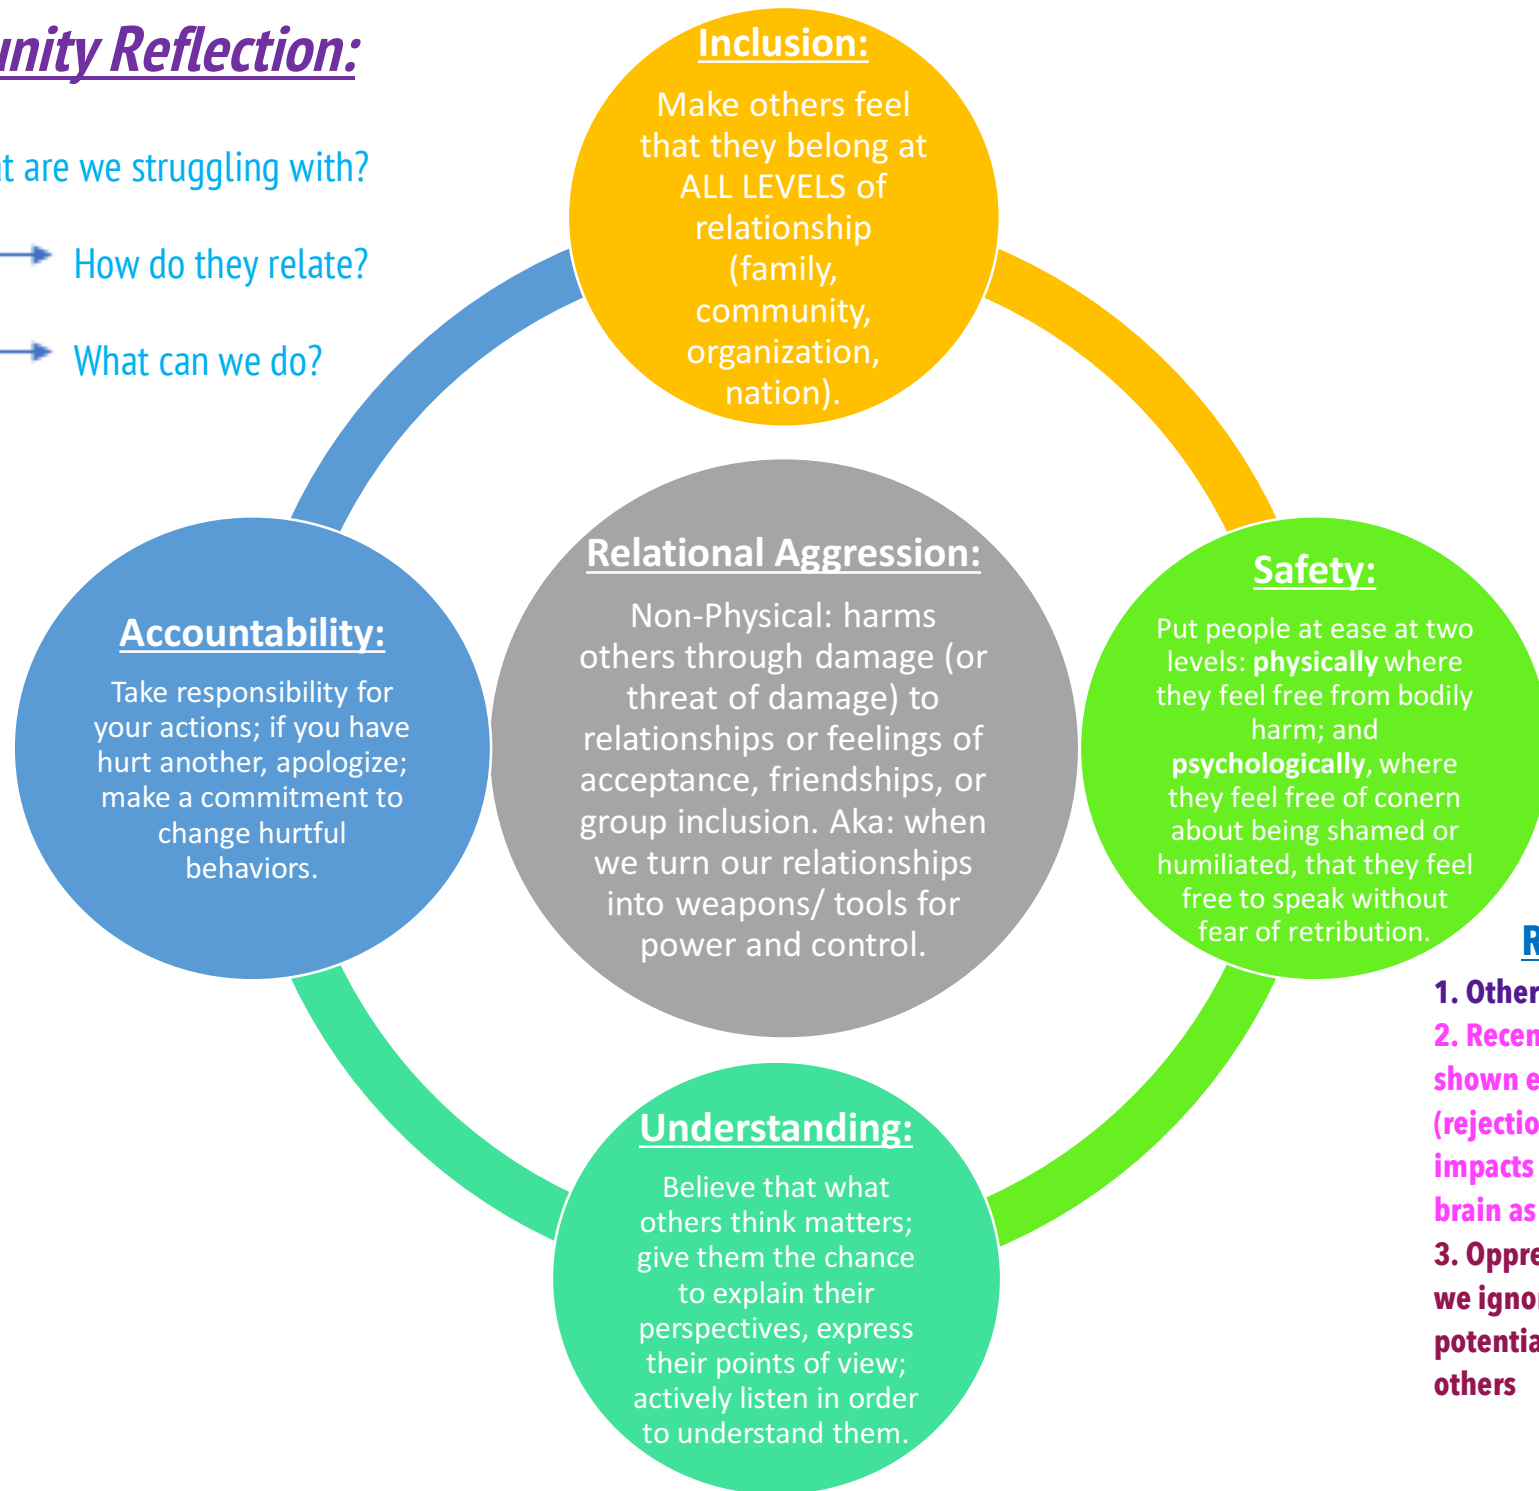 unity Reflection:
at are we struggling with?
How do they relate?
What can we do?
Inclusion:
Make others feel
that they belong at
ALL LEVELS of
relationship
(family,
community,
organization,
nation).
Relational Aggression:
Non-Physical: harms
others through damage (or
threat of damage) to
relationships or feelings of
acceptance, friendships, or
group inclusion. Aka: when
we turn our relationships
into weapons/ tools for
power and control.
Accountability:
Take responsibility for
your actions; if you have
hurt another, apologize;
make a commitment to
change hurtful
behaviors.
Safety:
Put people at ease at two
levels: physically where
they feel free from bodily
harm; and
psychologically, where
they feel free of conern
about being shamed or
humiliated, that they feel
free to speak without
fear of retribution.
Understanding:
Believe that what
others think matters;
give them the chance
to explain their
perspectives, express
their points of view;
actively listen in order
to understand them.
R
1. Other
2. Recen
shown e
(rejectio
impacts
brain as
3. Oppre
we igno
potentia
others